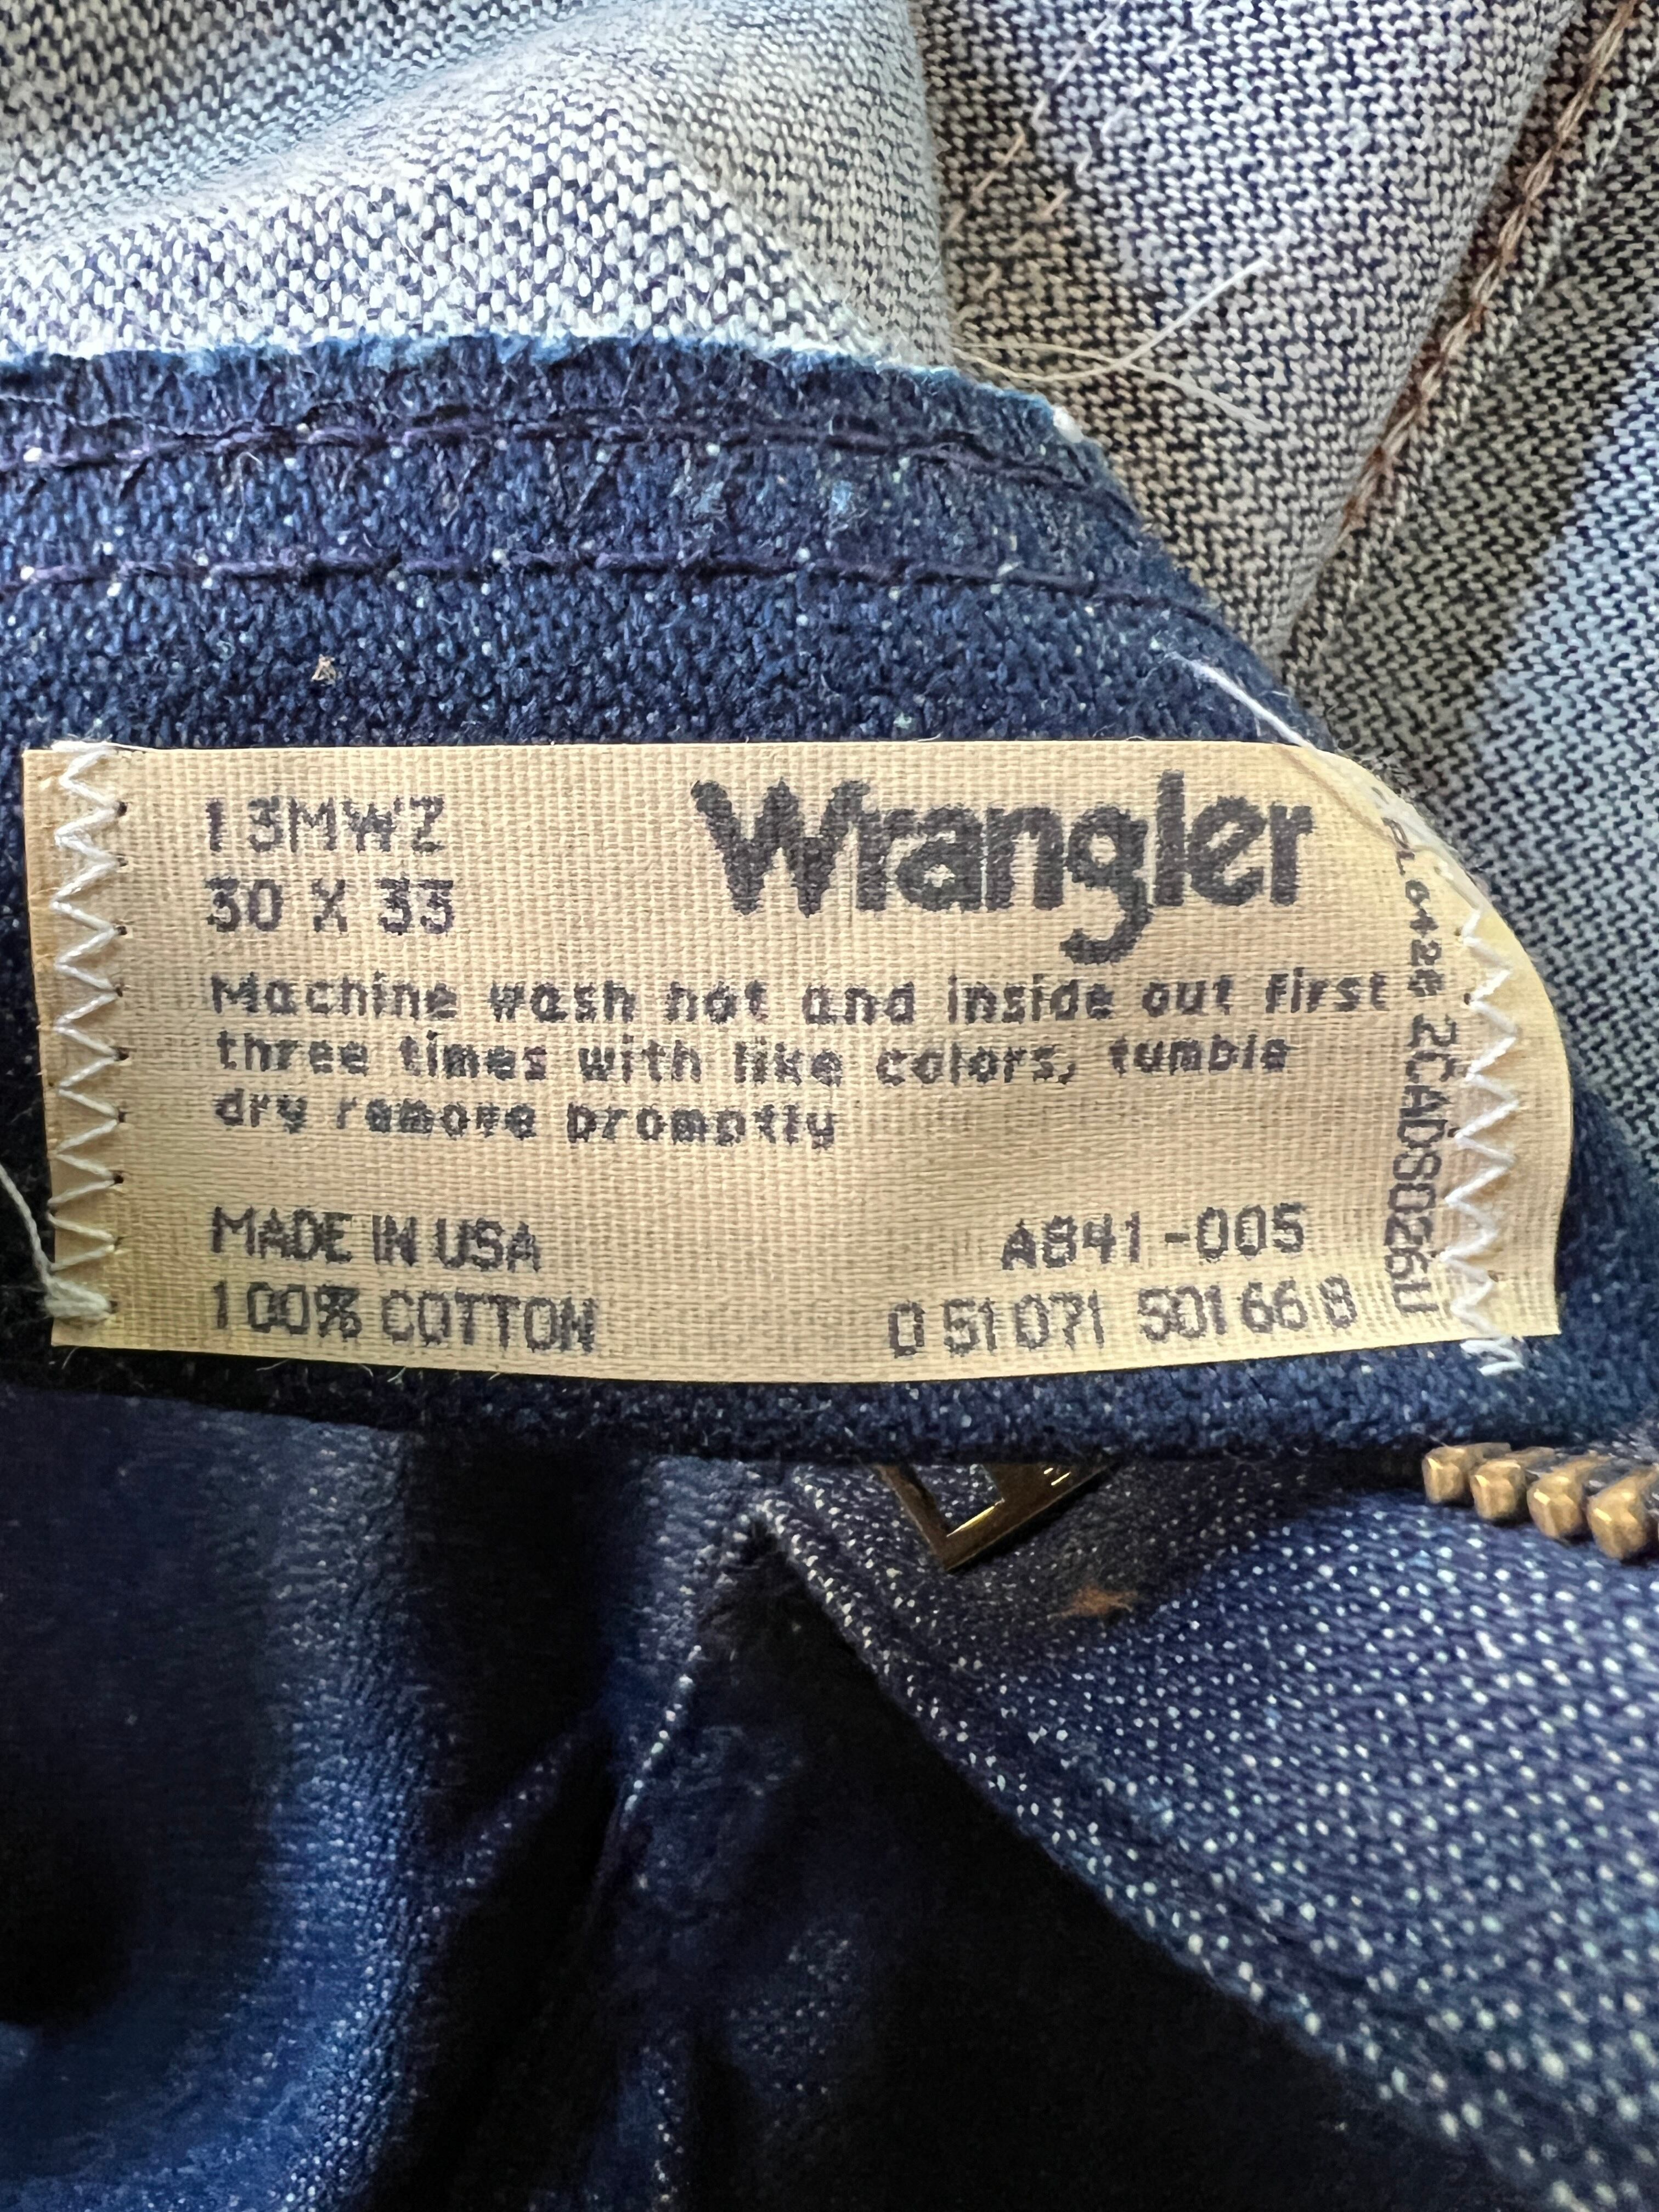 13MWZ
Wrangler
30 X 33
Machine wash hot and inside out first
three times with like colors, tumble
dry remove promptly
MADE IN USA
100% COTTON
A841-005
0 51071 50166 8
2CADS026U